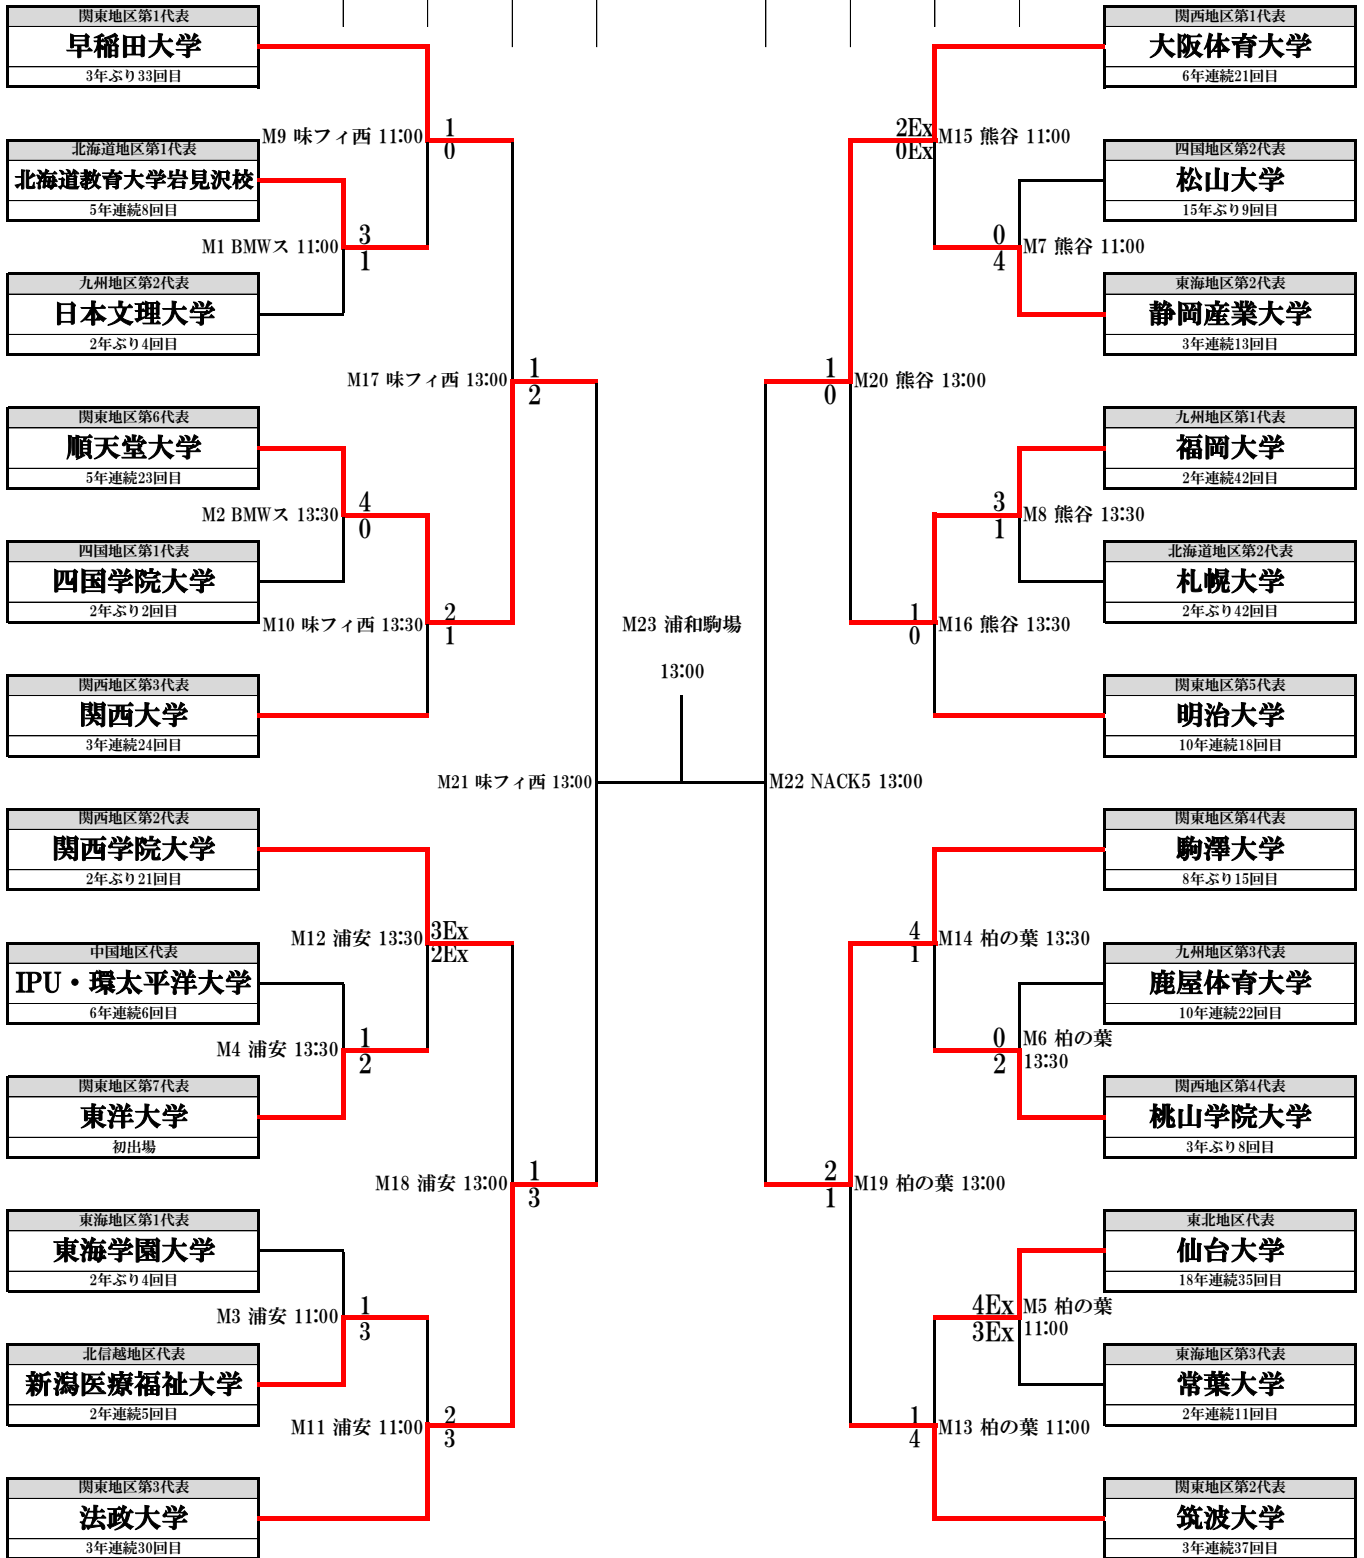 関東地区第1代表
早稲田大学
3年ぶり33回目
M9 味フィ西 11:00
1
0
北海道地区第1代表
北海道教育大学岩見沢校
5年連続8回目
M1 BMWス 11:00
3
1
九州地区第2代表
日本文理大学
2年ぶり4回目
M17 味フィ西 13:00
1
2
関東地区第6代表
順天堂大学
5年連続23回目
M2 BMWス 13:30
4
0
四国地区第1代表
四国学院大学
2年ぶり2回目
M10 味フィ西 13:30
2
1
関西地区第3代表
関西大学
3年連続24回目
M21 味フィ西 13:00
関西地区第2代表
関西学院大学
2年ぶり21回目
M12 浦安 13:30
3Ex
2Ex
中国地区代表
IPU・環太平洋大学
6年連続6回目
M4 浦安 13:30
1
2
関東地区第7代表
東洋大学
初出場
M18 浦安 13:00
1
3
東海地区第1代表
東海学園大学
2年ぶり4回目
M3 浦安 11:00
1
3
北信越地区代表
新潟医療福祉大学
2年連続5回目
M11 浦安 11:00
2
3
関東地区第3代表
法政大学
3年連続30回目
M23 浦和駒場
13:00
関西地区第1代表
大阪体育大学
6年連続21回目
2Ex
0Ex
M15 熊谷 11:00
四国地区第2代表
松山大学
15年ぶり9回目
0
4
M7 熊谷 11:00
東海地区第2代表
静岡産業大学
3年連続13回目
1
0
M20 熊谷 13:00
九州地区第1代表
福岡大学
2年連続42回目
3
1
M8 熊谷 13:30
北海道地区第2代表
札幌大学
2年ぶり42回目
1
0
M16 熊谷 13:30
関東地区第5代表
明治大学
10年連続18回目
M22 NACK5 13:00
関東地区第4代表
駒澤大学
8年ぶり15回目
4
1
M14 柏の葉 13:30
九州地区第3代表
鹿屋体育大学
10年連続22回目
0
2
M6 柏の葉
13:30
関西地区第4代表
桃山学院大学
3年ぶり8回目
2
1
M19 柏の葉 13:00
東北地区代表
仙台大学
18年連続35回目
4Ex
3Ex
M5 柏の葉
11:00
東海地区第3代表
常葉大学
2年連続11回目
1
4
M13 柏の葉 11:00
関東地区第2代表
筑波大学
3年連続37回目